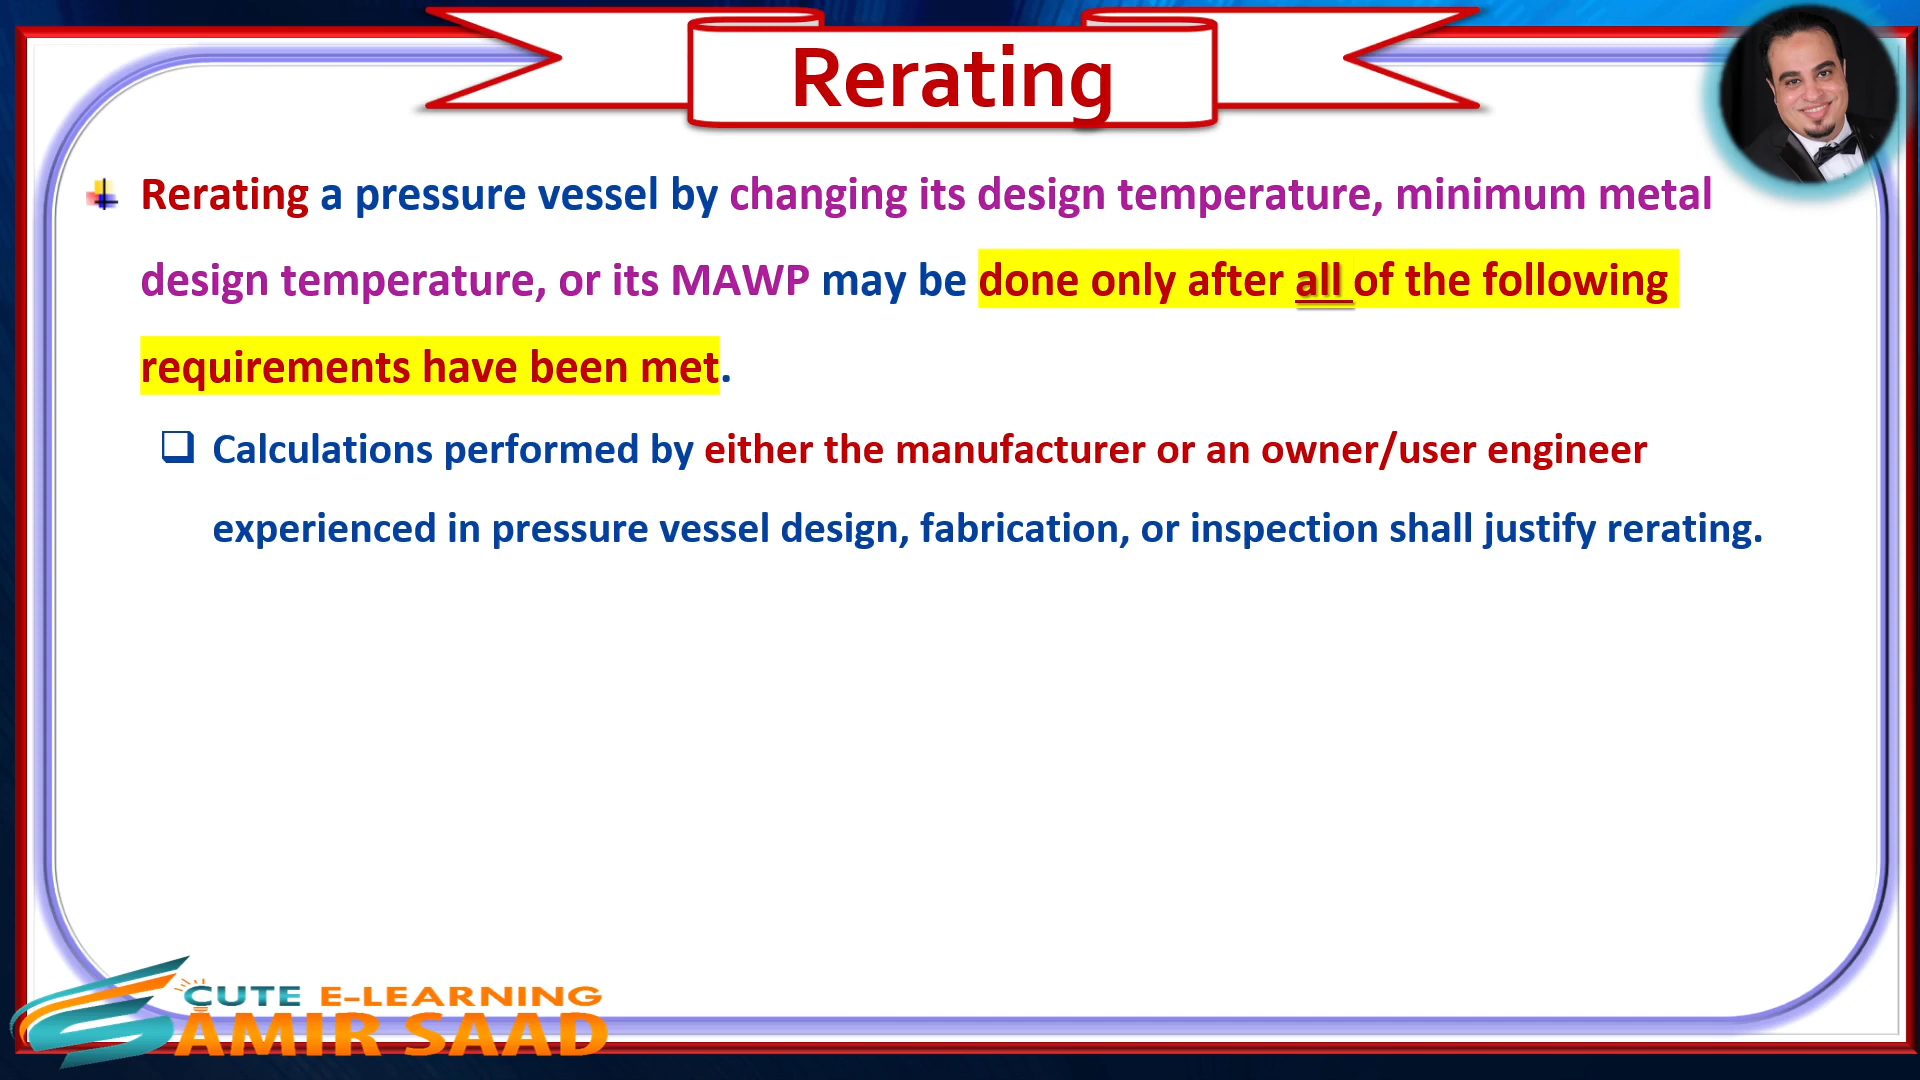 Rerating
Rerating a pressure vessel by changing its design temperature, minimum metal
design temperature, or its MAWP may be done only after all of the following
requirements have been met.
Calculations performed by either the manufacturer or an owner/user engineer
experienced in pressure vessel design, fabrication, or inspection shall justify rerating.
CUTE E-LEARNING
AMIR SAAD